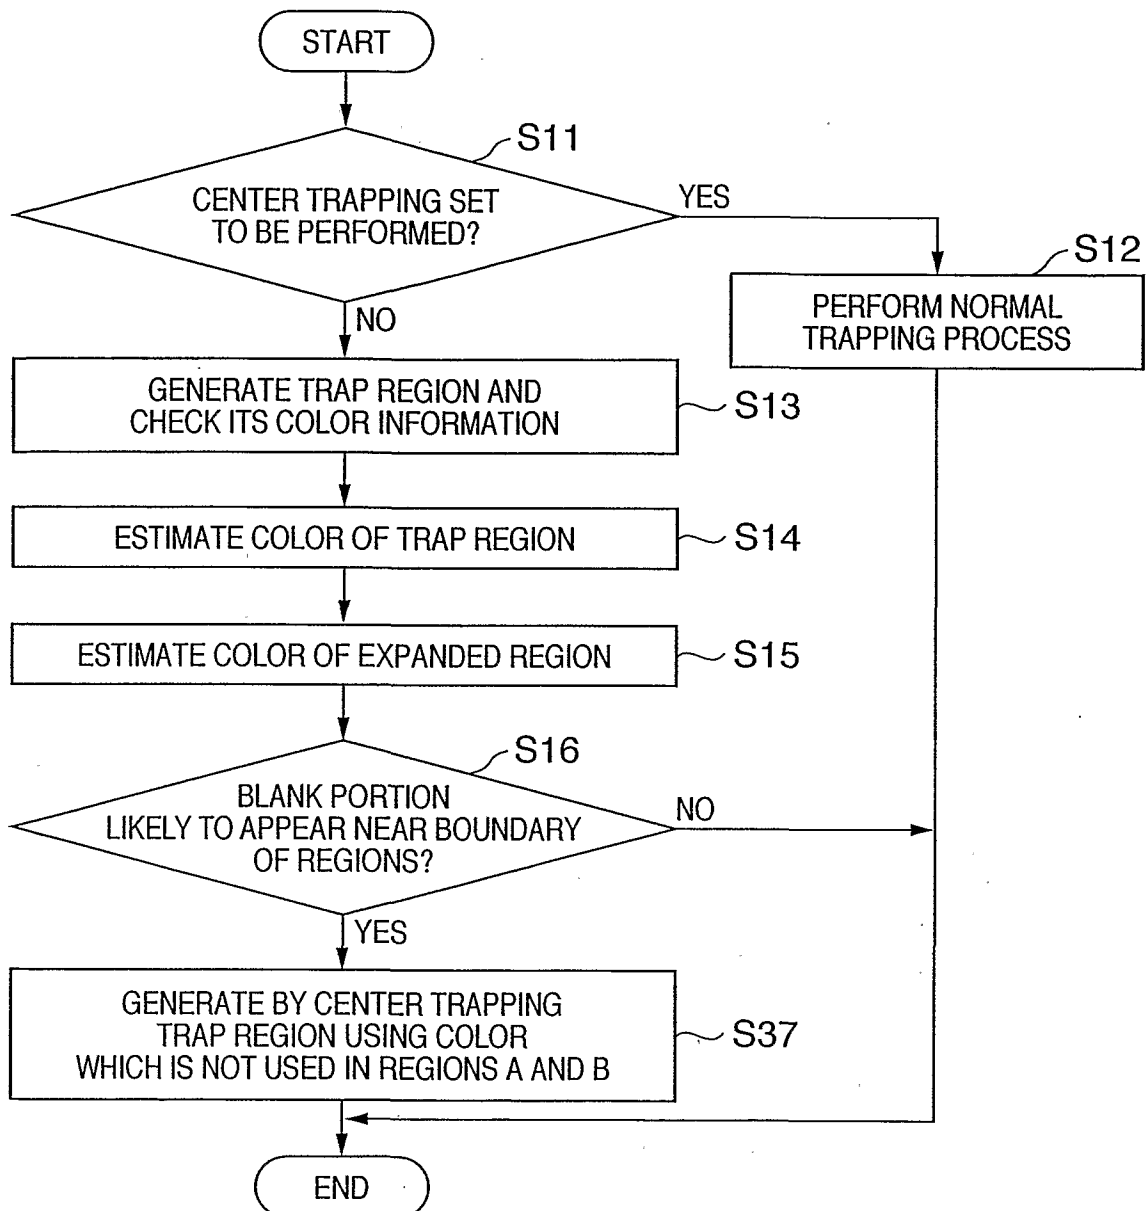 START
S11
CENTER TRAPPING SET
TO BE PERFORMED?
YES
S12
PERFORM NORMAL
TRAPPING PROCESS
NO
GENERATE TRAP REGION AND
CHECK ITS COLOR INFORMATION
S13
ESTIMATE COLOR OF TRAP REGION
S14
ESTIMATE COLOR OF EXPANDED REGION
S15
S16
BLANK PORTION
LIKELY TO APPEAR NEAR BOUNDARY
OF REGIONS?
NO
YES
GENERATE BY CENTER TRAPPING
TRAP REGION USING COLOR
WHICH IS NOT USED IN REGIONS A AND B
S37
END